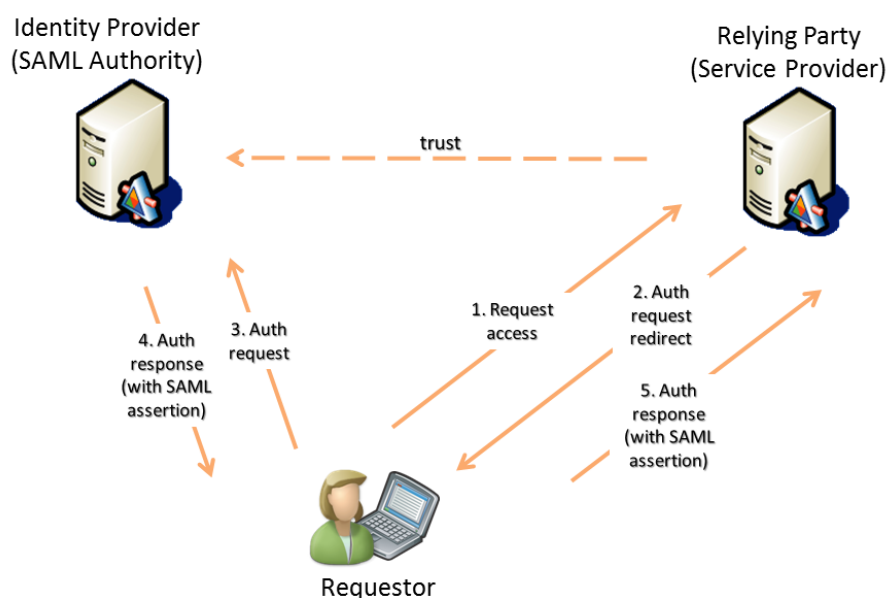 Identity Provider
(SAML Authority)
Relying Party
(Service Provider)
trust
1. Request
access
2. Auth
request
redirect
3. Auth
request
4. Auth
response
(with SAML
assertion)
5. Auth
response
(with SAML
assertion)
Requestor